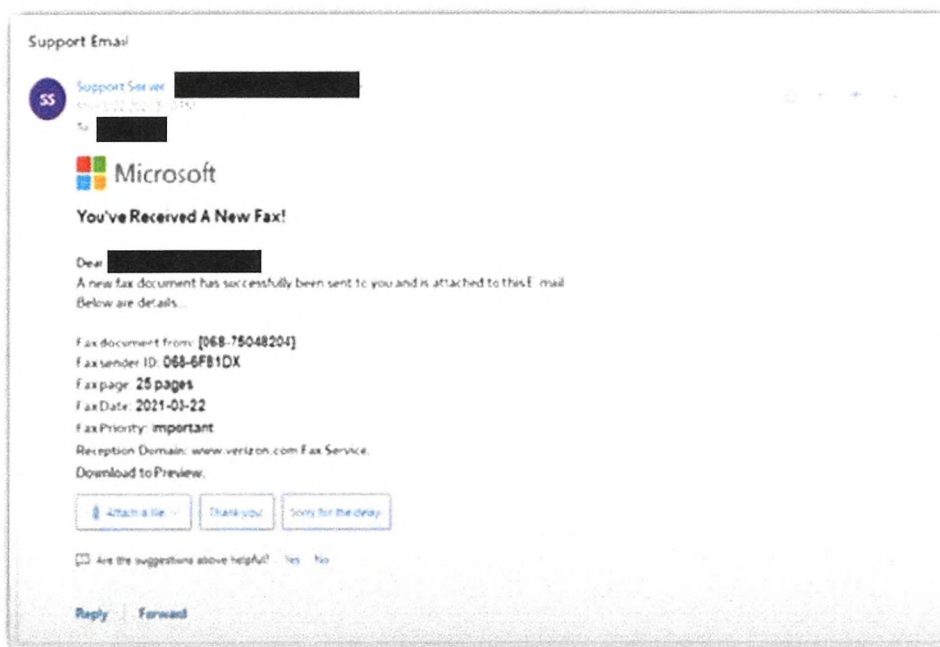 Support Email
SS
Support Server
To:
Microsoft
You've Received A New Fax!
Dear
A new fax document has successfully been sent to you and is attached to this E-mail
Below are details...
Fax document from: [068-75048204]
Fax sender ID: 068-6FB1DX
Fax page: 25 pages
Fax Date: 2021-03-22
Fax Priority: Important
Reception Domain: www.verizon.com Fax Service.
Download to Preview.
Attach a file
Thank you!
Sorry for the delay.
Are the suggestions above helpful? Yes No
Reply Forward